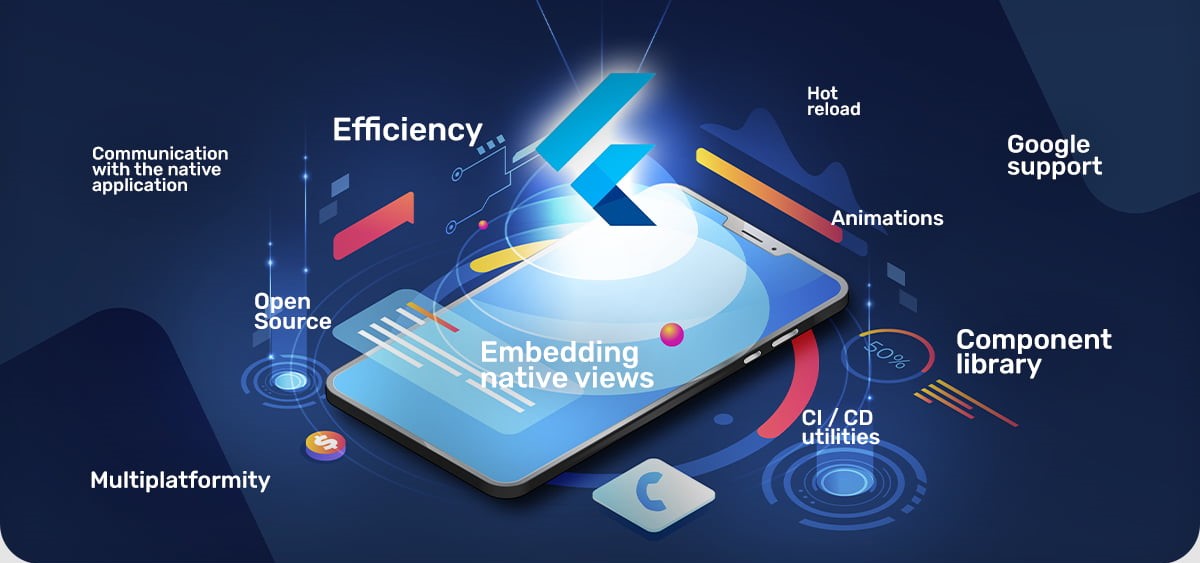 Hot
reload
Efficiency
Google
support
Communication
with the native
application
Animations
Open
Source
Embedding
native views
50%
Component
library
CI / CD
utilities
$
Multiplatformity
C